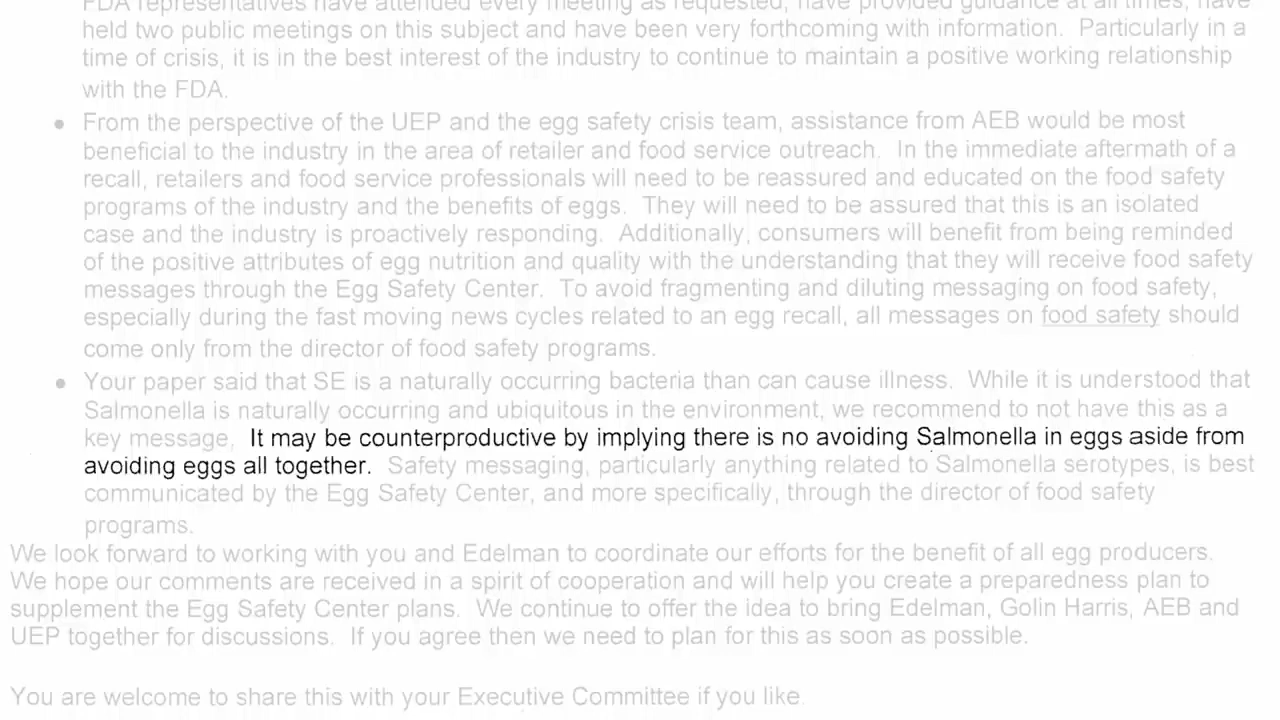 FDA representatives have attended every meeting as requested, have provided guidance at all times, have
held two public meetings on this subject and have been very forthcoming with information. Particularly in a
time of crisis, it is in the best interest of the industry to continue to maintain a positive working relationship
with the FDA.
● From the perspective of the UEP and the egg safety crisis team, assistance from AEB would be most
beneficial to the industry in the area of retailer and food service outreach. In the immediate aftermath of a
recall, retailers and food service professionals will need to be reassured and educated on the food safety
programs of the industry and the benefits of eggs. They will need to be assured that this is an isolated
case and the industry is proactively responding. Additionally, consumers will benefit from being reminded
of the positive attributes of egg nutrition and quality with the understanding that they will receive food safety
messages through the Egg Safety Center. To avoid fragmenting and diluting messaging on food safety,
especially during the fast moving news cycles related to an egg recall, all messages on food safety should
come only from the director of food safety programs.
● Your paper said that SE is a naturally occurring bacteria than can cause illness. While it is understood that
Salmonella is naturally occurring and ubiquitous in the environment, we recommend to not have this as a
key message. It may be counterproductive by implying there is no avoiding Salmonella in eggs aside from
avoiding eggs all together. Safety messaging, particularly anything related to Salmonella serotypes, is best
communicated by the Egg Safety Center, and more specifically, through the director of food safety
programs.
We look forward to working with you and Edelman to coordinate our efforts for the benefit of all egg producers.
We hope our comments are received in a spirit of cooperation and will help you create a preparedness plan to
supplement the Egg Safety Center plans. We continue to offer the idea to bring Edelman, Golin Harris, AEB and
UEP together for discussions. If you agree then we need to plan for this as soon as possible.
You are welcome to share this with your Executive Committee if you like.